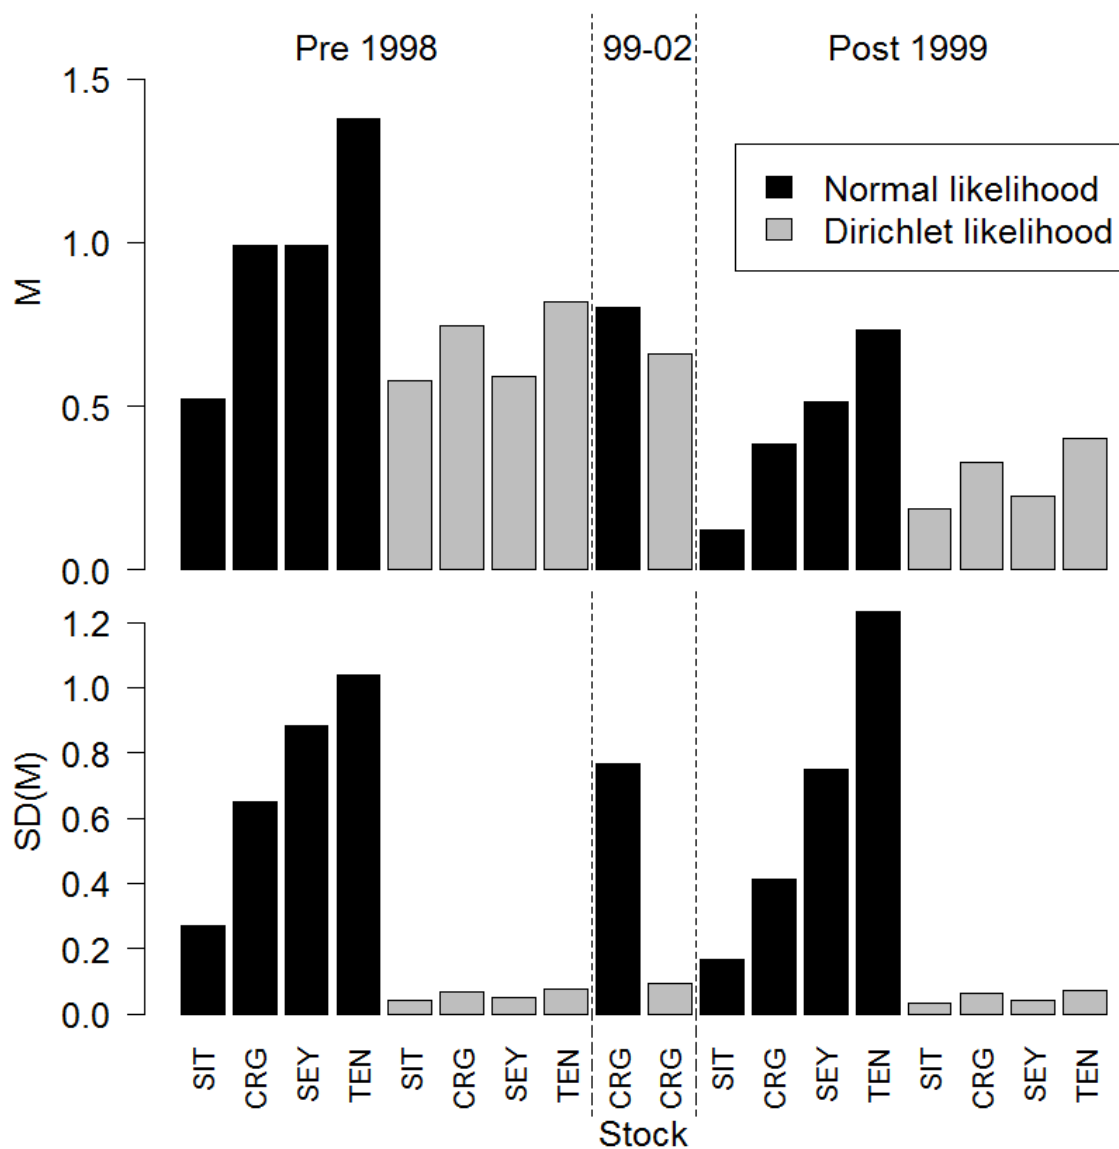 Pre 1998 99-02 Post 1999
1.5
1.0
0.5
0.0
M
Normal likelihood
Dirichlet likelihood
1.2
1.0
0.8
0.6
0.4
0.2
0.0
SD(M)
SIT CRG SEY TEN SIT CRG SEY TEN CRG CRG SIT CRG SEY TEN SIT CRG SEY TEN
Stock